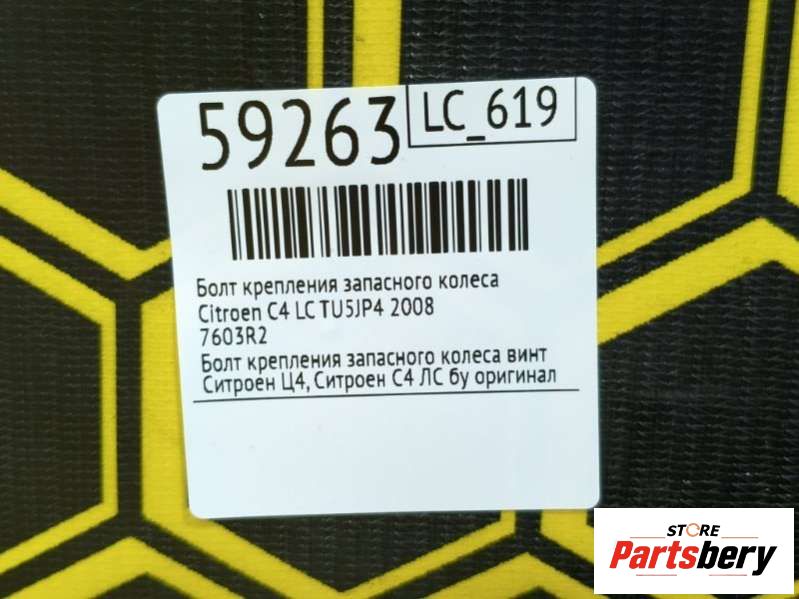 59263
LC_619
Болт крепления запасного колеса
Citroen C4 LC TU5JP4 2008
7603R2
Болт крепления запасного колеса винт
Ситроен Ц4, Ситроен С4 ЛС бу оригинал
STORE
Partsbery